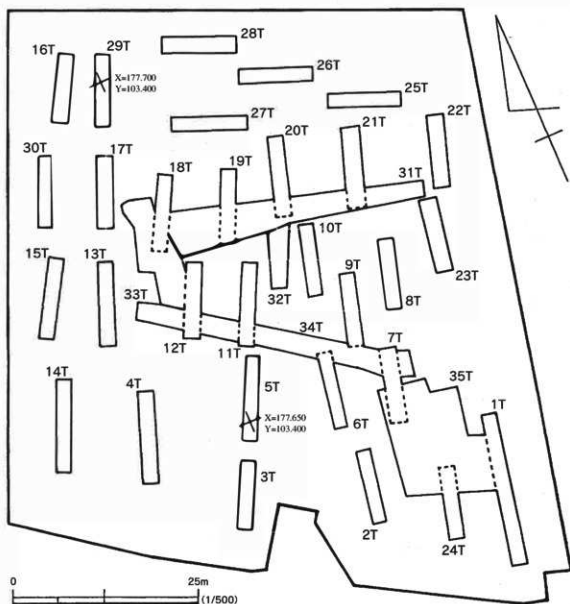 28T
16T
29T
26T
X=177.700
Y=103.400
25T
27T
22T
20T
21T
30T
17T
18T
19T
31T
10T
15T
13T
9T
23T
8T
32T
33T
34T
7T
12T
11T
14T
4T
5T
35T
1T
X=177.650
Y=103.400
6T
3T
2T
24T
0
25m
(1/500)